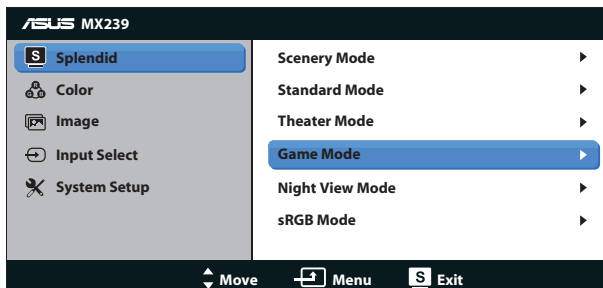 ASUS MX239
S Splendid
Color
Image
Input Select
System Setup
Scenery Mode
Standard Mode
Theater Mode
Game Mode
Night View Mode
sRGB Mode
Move Menu S Exit